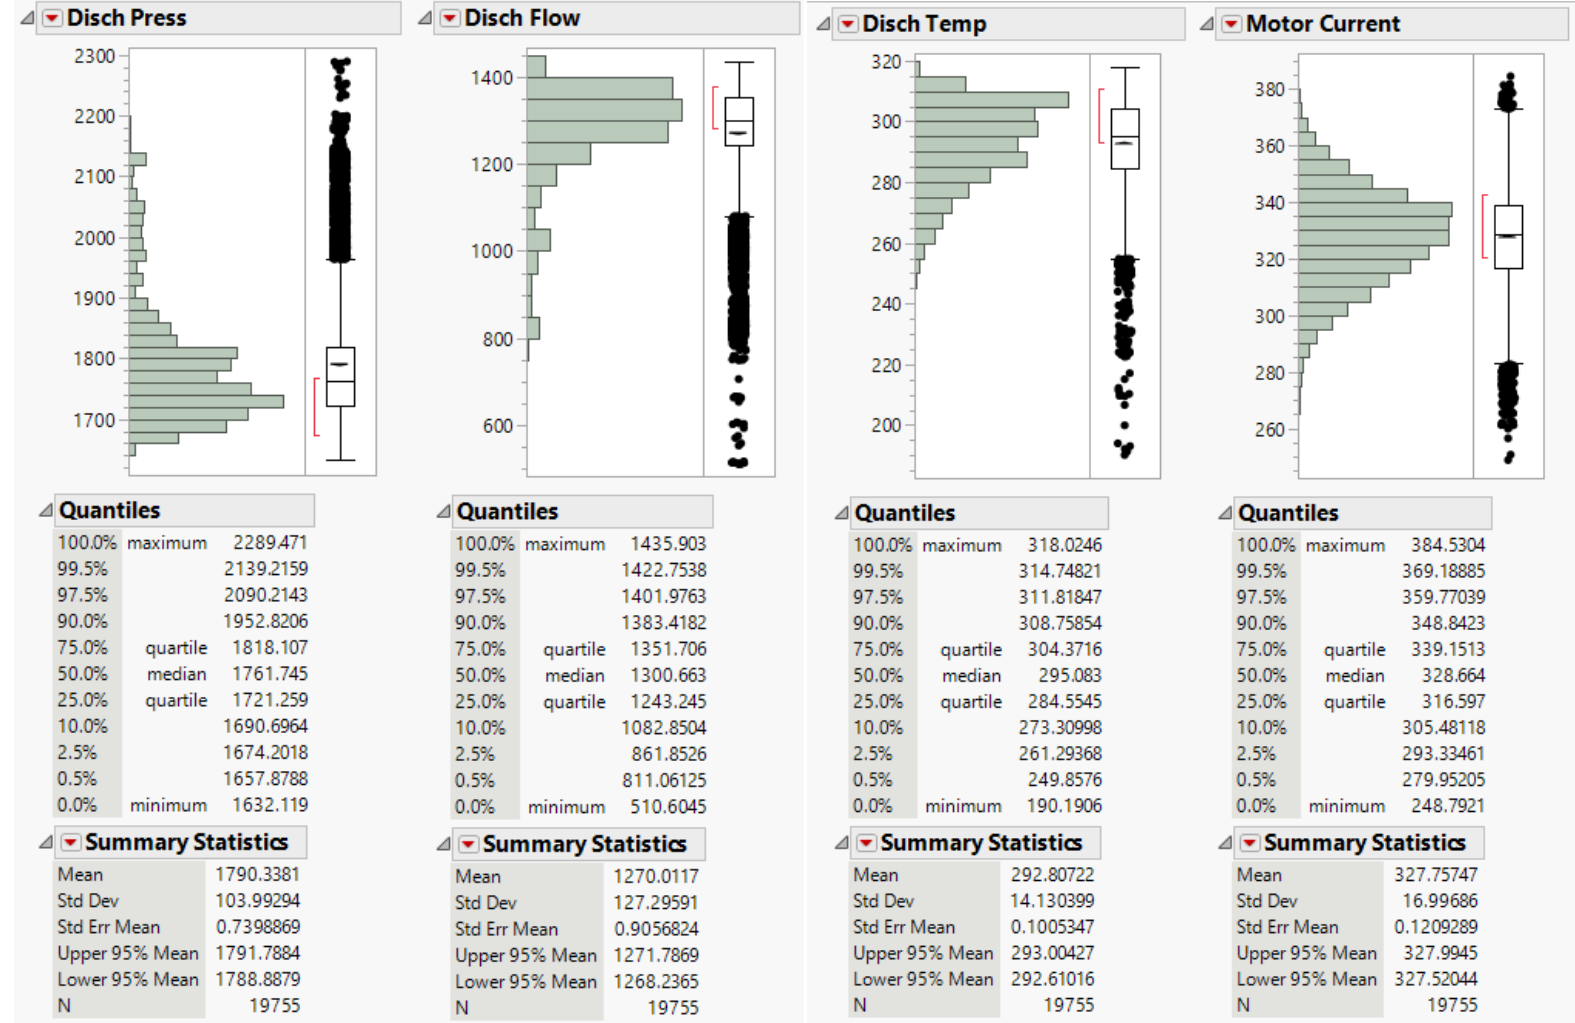 Disch Press
2300
2200
2100
2000
1900
1800
1700
Quantiles
100.0% maximum 2289.471
99.5% 2139.2159
97.5% 2090.2143
90.0% 1952.8206
75.0% quartile 1818.107
50.0% median 1761.745
25.0% quartile 1721.259
10.0% 1690.6964
2.5% 1674.2018
0.5% 1657.8788
0.0% minimum 1632.119
Summary Statistics
Mean 1790.3381
Std Dev 103.99294
Std Err Mean 0.7398869
Upper 95% Mean 1791.7884
Lower 95% Mean 1788.8879
N 19755
Disch Flow
1400
1200
1000
800
600
Quantiles
100.0% maximum 1435.903
99.5% 1422.7538
97.5% 1401.9763
90.0% 1383.4182
75.0% quartile 1351.706
50.0% median 1300.663
25.0% quartile 1243.245
10.0% 1082.8504
2.5% 861.8526
0.5% 811.06125
0.0% minimum 510.6045
Summary Statistics
Mean 1270.0117
Std Dev 127.29591
Std Err Mean 0.9056824
Upper 95% Mean 1271.7869
Lower 95% Mean 1268.2365
N 19755
Disch Temp
320
300
280
260
240
220
200
Quantiles
100.0% maximum 318.0246
99.5% 314.74821
97.5% 311.81847
90.0% 308.75854
75.0% quartile 304.3716
50.0% median 295.083
25.0% quartile 284.5545
10.0% 273.30998
2.5% 261.29368
0.5% 249.8576
0.0% minimum 190.1906
Summary Statistics
Mean 292.80722
Std Dev 14.130399
Std Err Mean 0.1005347
Upper 95% Mean 293.00427
Lower 95% Mean 292.61016
N 19755
Motor Current
380
360
340
320
300
280
260
Quantiles
100.0% maximum 384.5304
99.5% 369.18885
97.5% 359.77039
90.0% 348.8423
75.0% quartile 339.1513
50.0% median 328.664
25.0% quartile 316.597
10.0% 305.48118
2.5% 293.33461
0.5% 279.95205
0.0% minimum 248.7921
Summary Statistics
Mean 327.75747
Std Dev 16.99686
Std Err Mean 0.1209289
Upper 95% Mean 327.9945
Lower 95% Mean 327.52044
N 19755